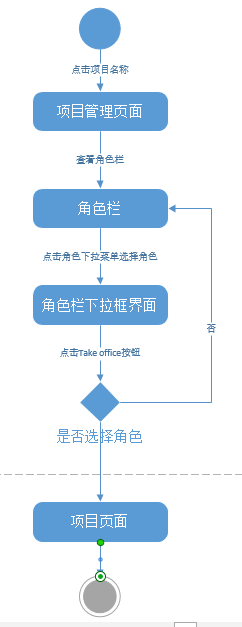 点击项目名称
项目管理页面
查看角色栏
角色栏
点击角色下拉菜单选择角色
角色栏下拉框界面
点击Take office按钮
否
是否选择角色
项目页面